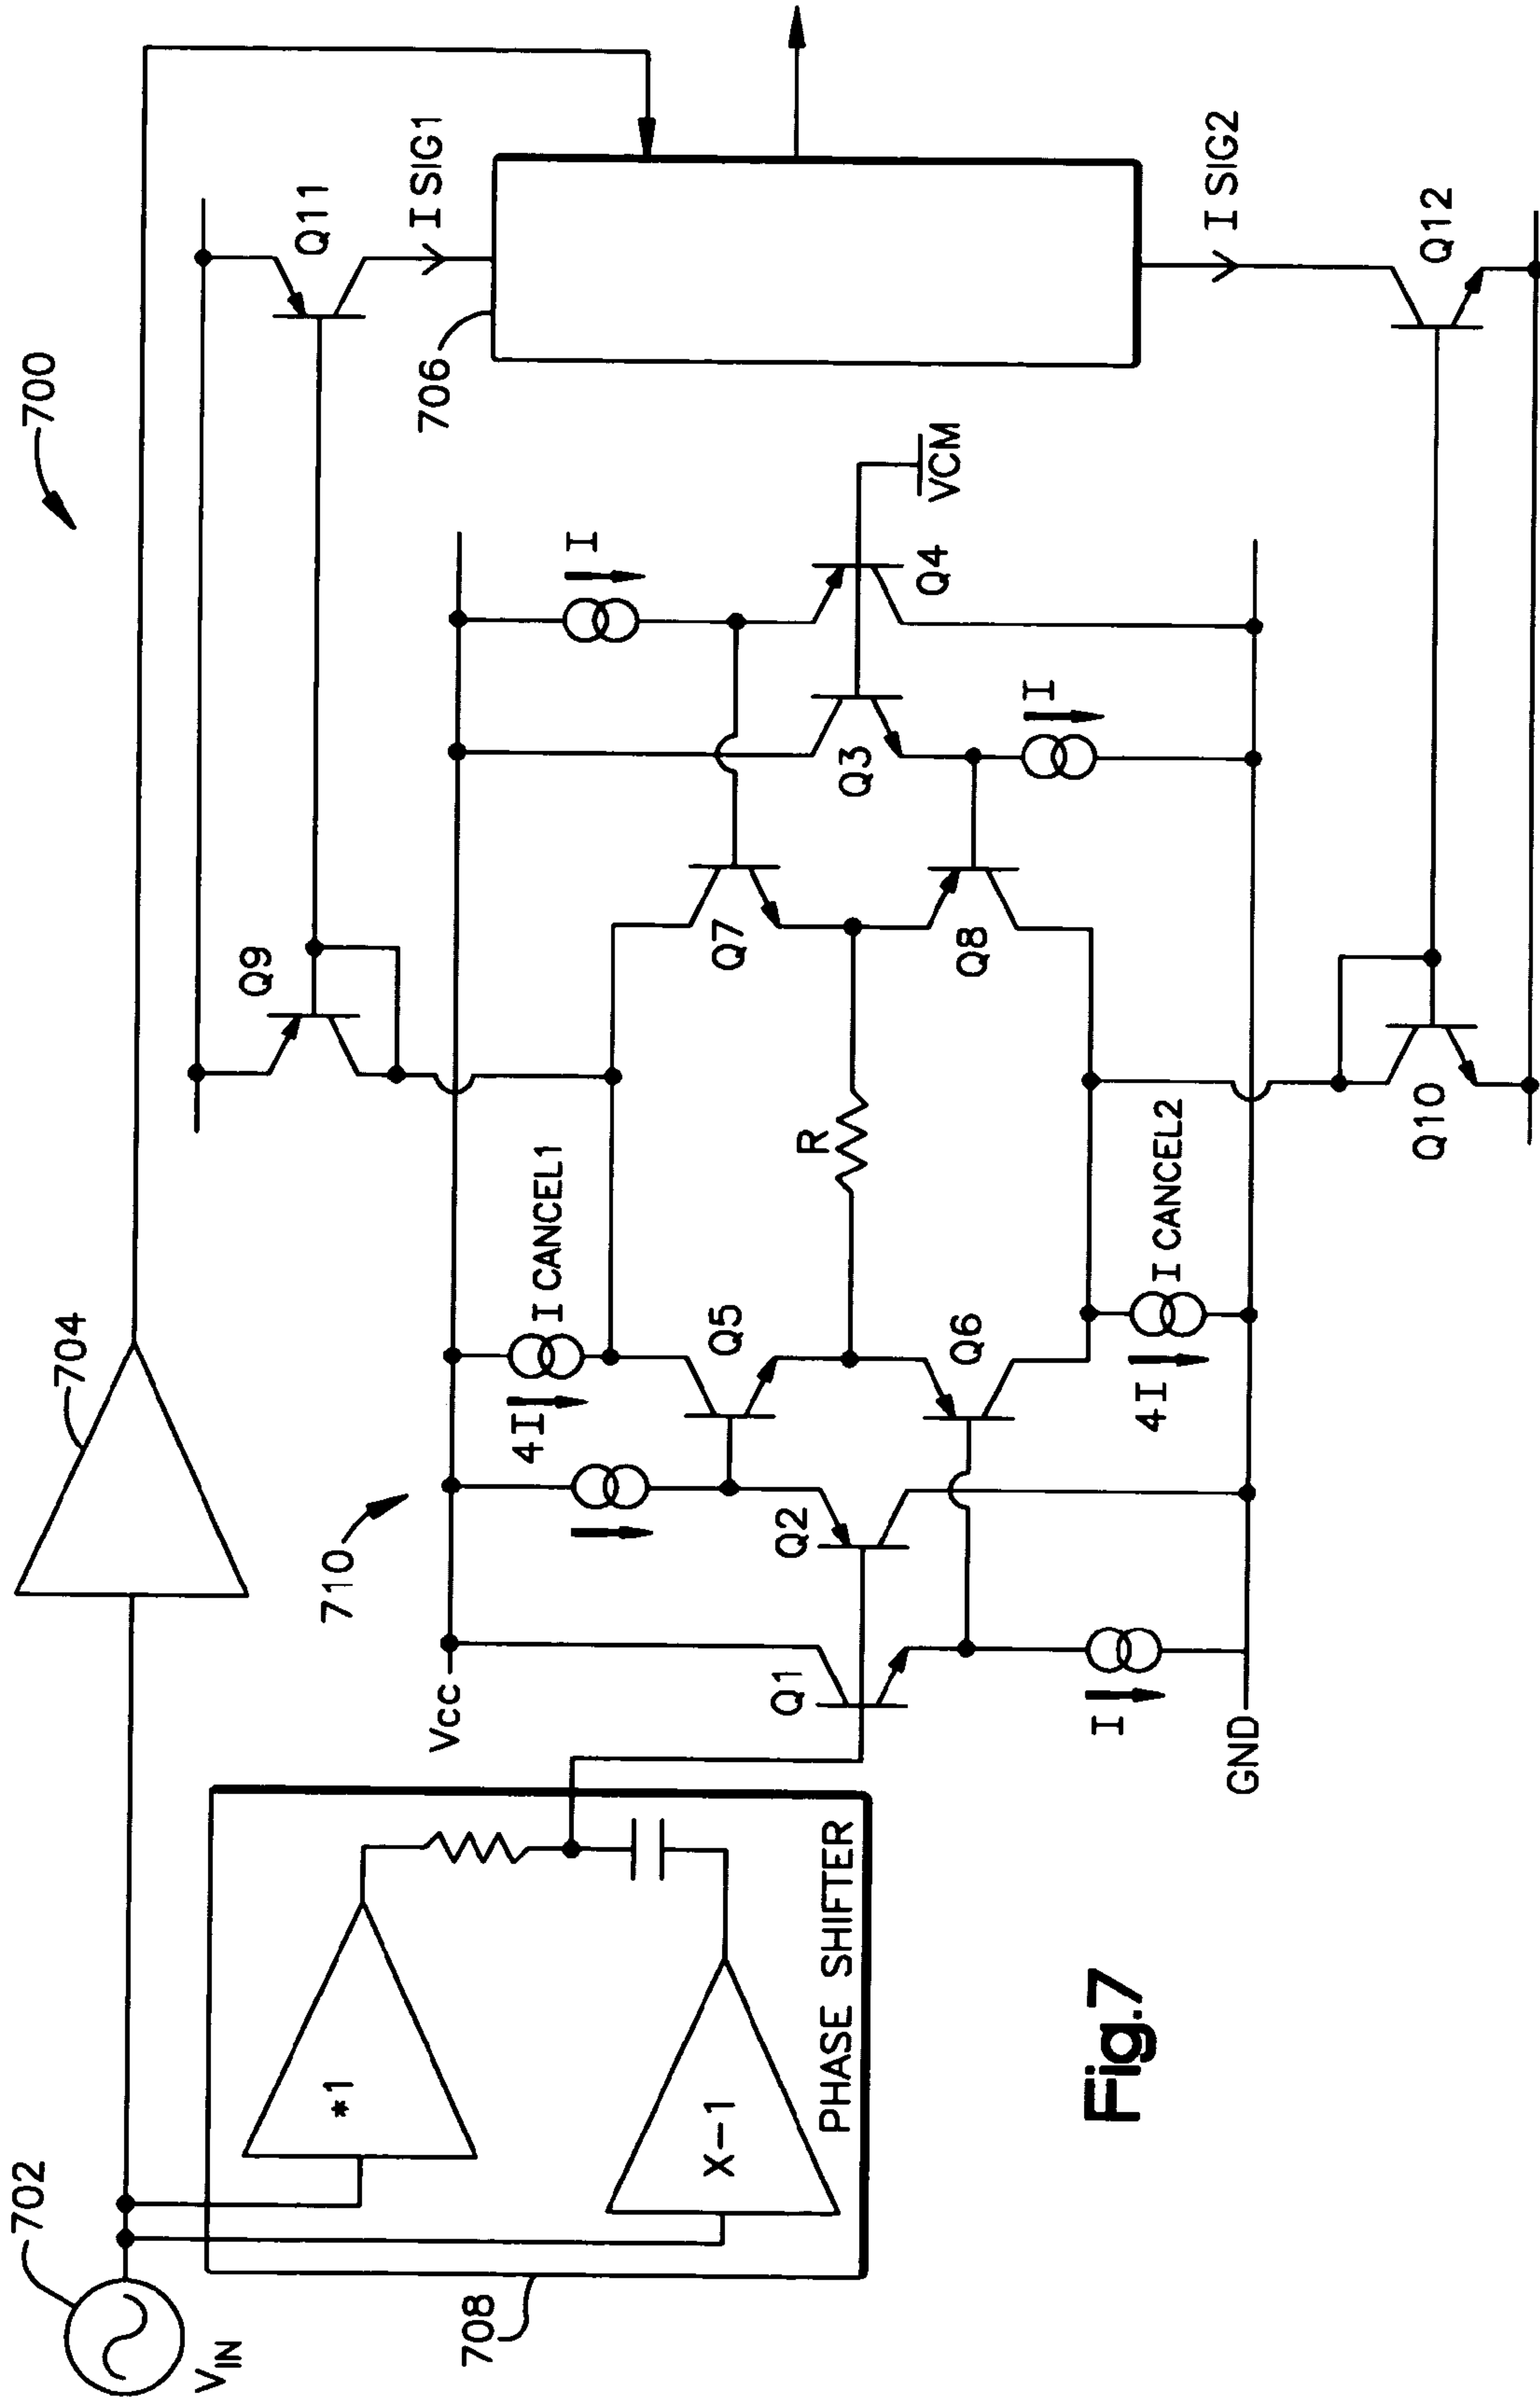 700
702
VIN
704
Q11
I SIG1
706
Q9
I
VCM
Q4
Q3
I
Q7
Q8
R
I CANCEL1
4I
Q5
Q6
I CANCEL2
4I
710
Q2
Q1
Vcc
I
GND
Q10
I SIG2
Q12
*1
X-1
PHASE SHIFTER
708
Fig.7